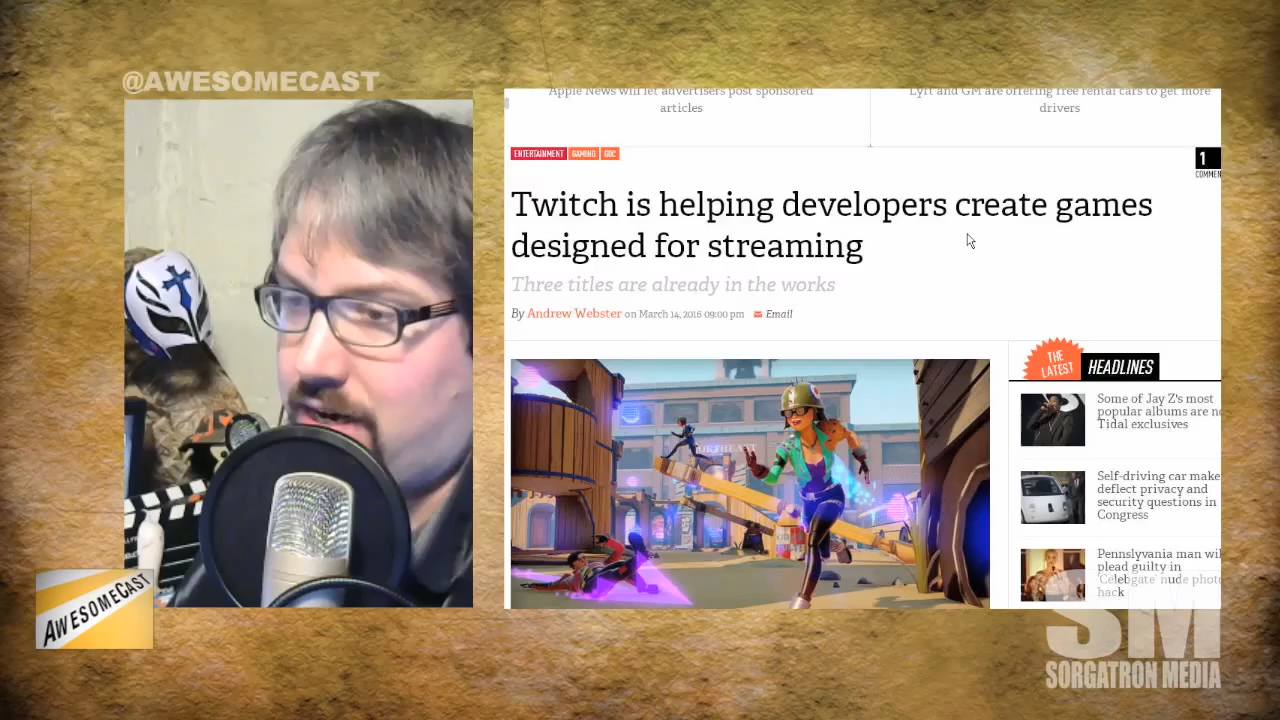 @AWESOMECAST
Apple News will let advertisers post sponsored
articles
Lyft and GM are offering free rental cars to get more
drivers
ENTERTAINMENT GAMING GDC
1
COMMEN
Twitch is helping developers create games
designed for streaming
Three titles are already in the works
By Andrew Webster on March 14, 2016 09:00 pm Email
THE
LATEST
HEADLINES
Some of Jay Z's most
popular albums are no
Tidal exclusives
Self-driving car make
deflect privacy and
security questions in
Congress
Pennslyvania man wil
plead guilty in
'Celebgate' nude photo
hack
AWESOMECAST
SM
SORGATRON MEDIA